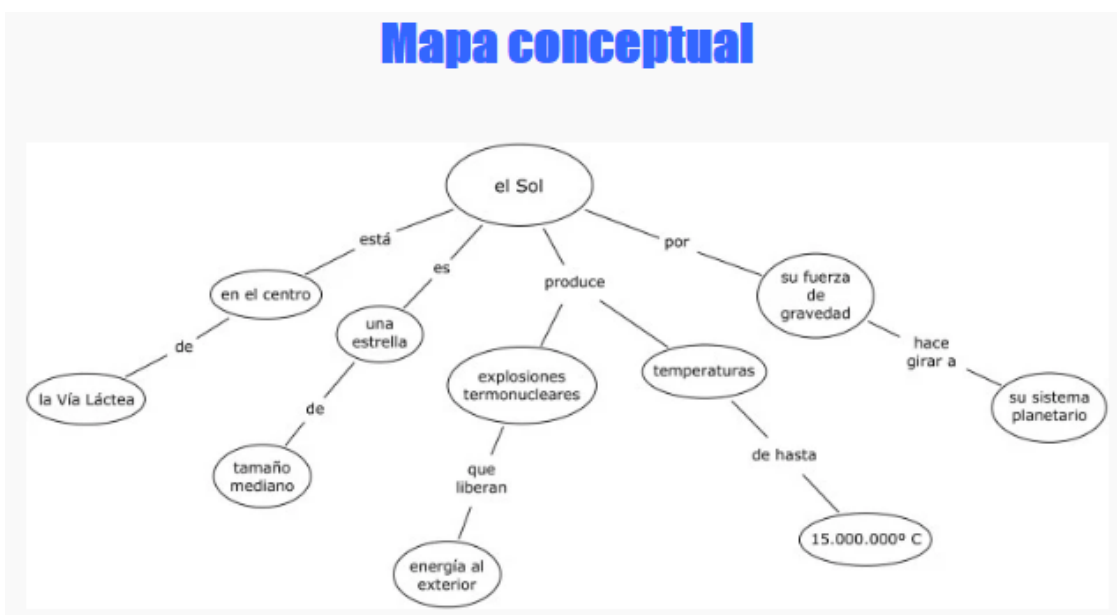 Mapa conceptual
el Sol
está
en el centro
de
la Vía Láctea
es
una
estrella
de
tamaño
mediano
produce
explosiones
termonucleares
que
liberan
energía al
exterior
temperaturas
de hasta
15.000.000º C
por
su fuerza
de
gravedad
hace
girar a
su sistema
planetario